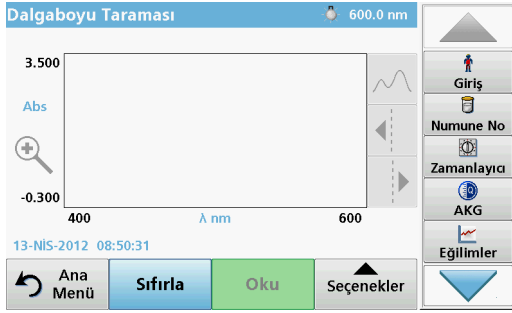 Dalgaboyu Taraması
600.0 nm
3.500
Abs
-0.300
400
λ nm
600
13-NİS-2012 08:50:31
Ana
Menü
Sıfırla
Oku
Seçenekler
Giriş
Numune No
Zamanlayıcı
AKG
Eğilimler